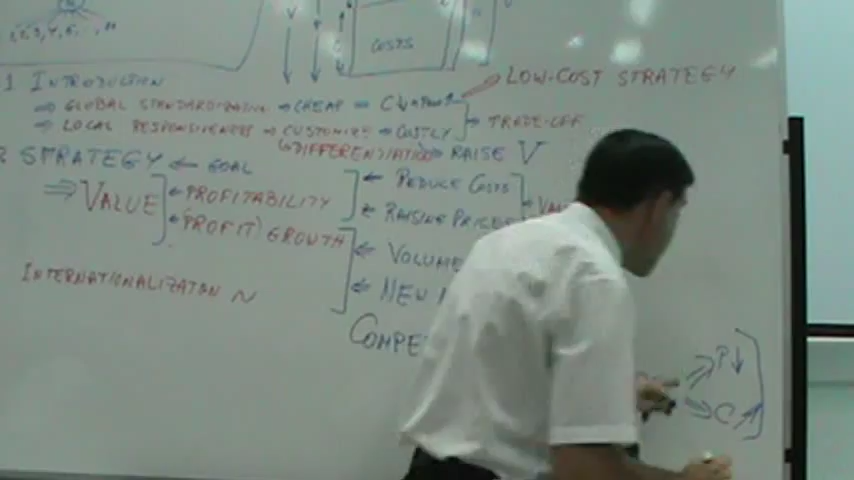 V
COSTS
1 INTRODUCTION
⇒ GLOBAL STANDARDIZATION → CHEAP = C↓
LOW-COST STRATEGY
⇒ LOCAL RESPONSIVENESS → CUSTOMIZE → COSTLY
TRADE-OFF
(DIFFERENTIATION) RAISE V
STRATEGY ← GOAL
⇒ VALUE
← PROFITABILITY
← REDUCE COSTS
← RAISING PRICES
← (PROFIT) GROWTH
← VOLUME
← NEW
INTERNATIONALIZATON ~
COMPE
⇒ P↓
⇒ C↗